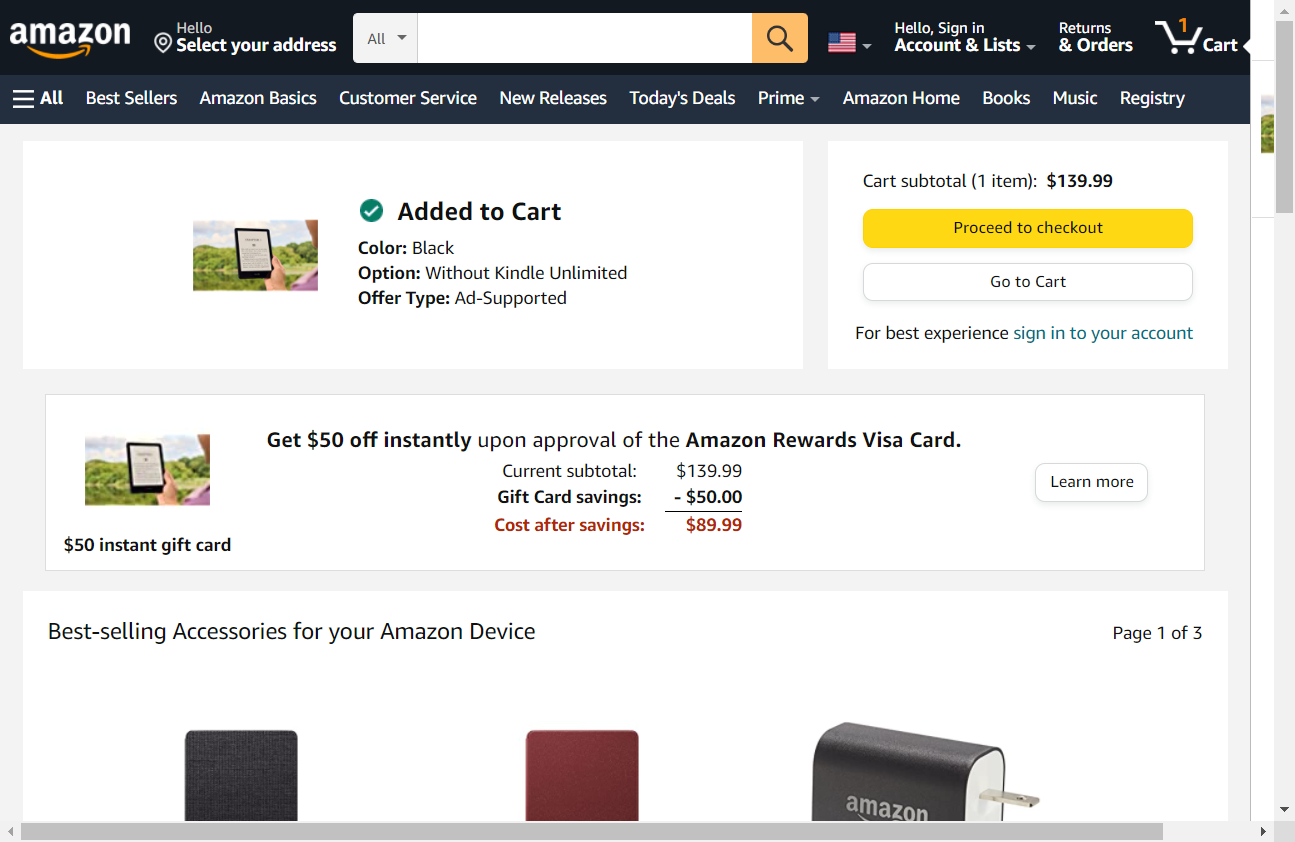 amazon
Hello
Select your address
All
Hello, Sign in
Account & Lists
Returns
& Orders
1
Cart
All
Best Sellers
Amazon Basics
Customer Service
New Releases
Today's Deals
Prime
Amazon Home
Books
Music
Registry
Added to Cart
Color: Black
Option: Without Kindle Unlimited
Offer Type: Ad-Supported
Cart subtotal (1 item): $139.99
Proceed to checkout
Go to Cart
For best experience sign in to your account
Get $50 off instantly upon approval of the Amazon Rewards Visa Card.
Current subtotal: $139.99
Gift Card savings: - $50.00
Cost after savings: $89.99
Learn more
$50 instant gift card
Best-selling Accessories for your Amazon Device
Page 1 of 3
amazon